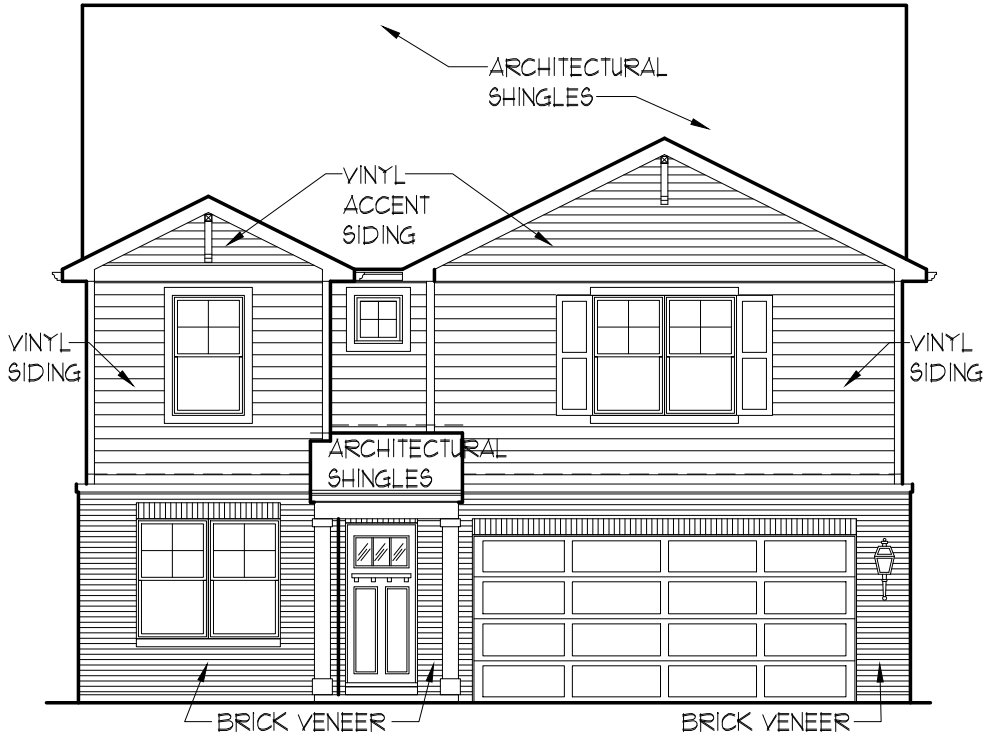 ARCHITECTURAL
SHINGLES
VINYL
ACCENT
SIDING
VINYL
SIDING
VINYL
SIDING
ARCHITECTURAL
SHINGLES
BRICK VENEER
BRICK VENEER